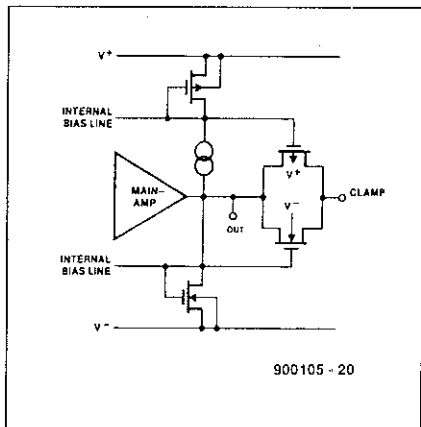 V+
INTERNAL
BIAS LINE
MAIN-
AMP
V+
V-
CLAMP
OUT
INTERNAL
BIAS LINE
V-
900105 - 20